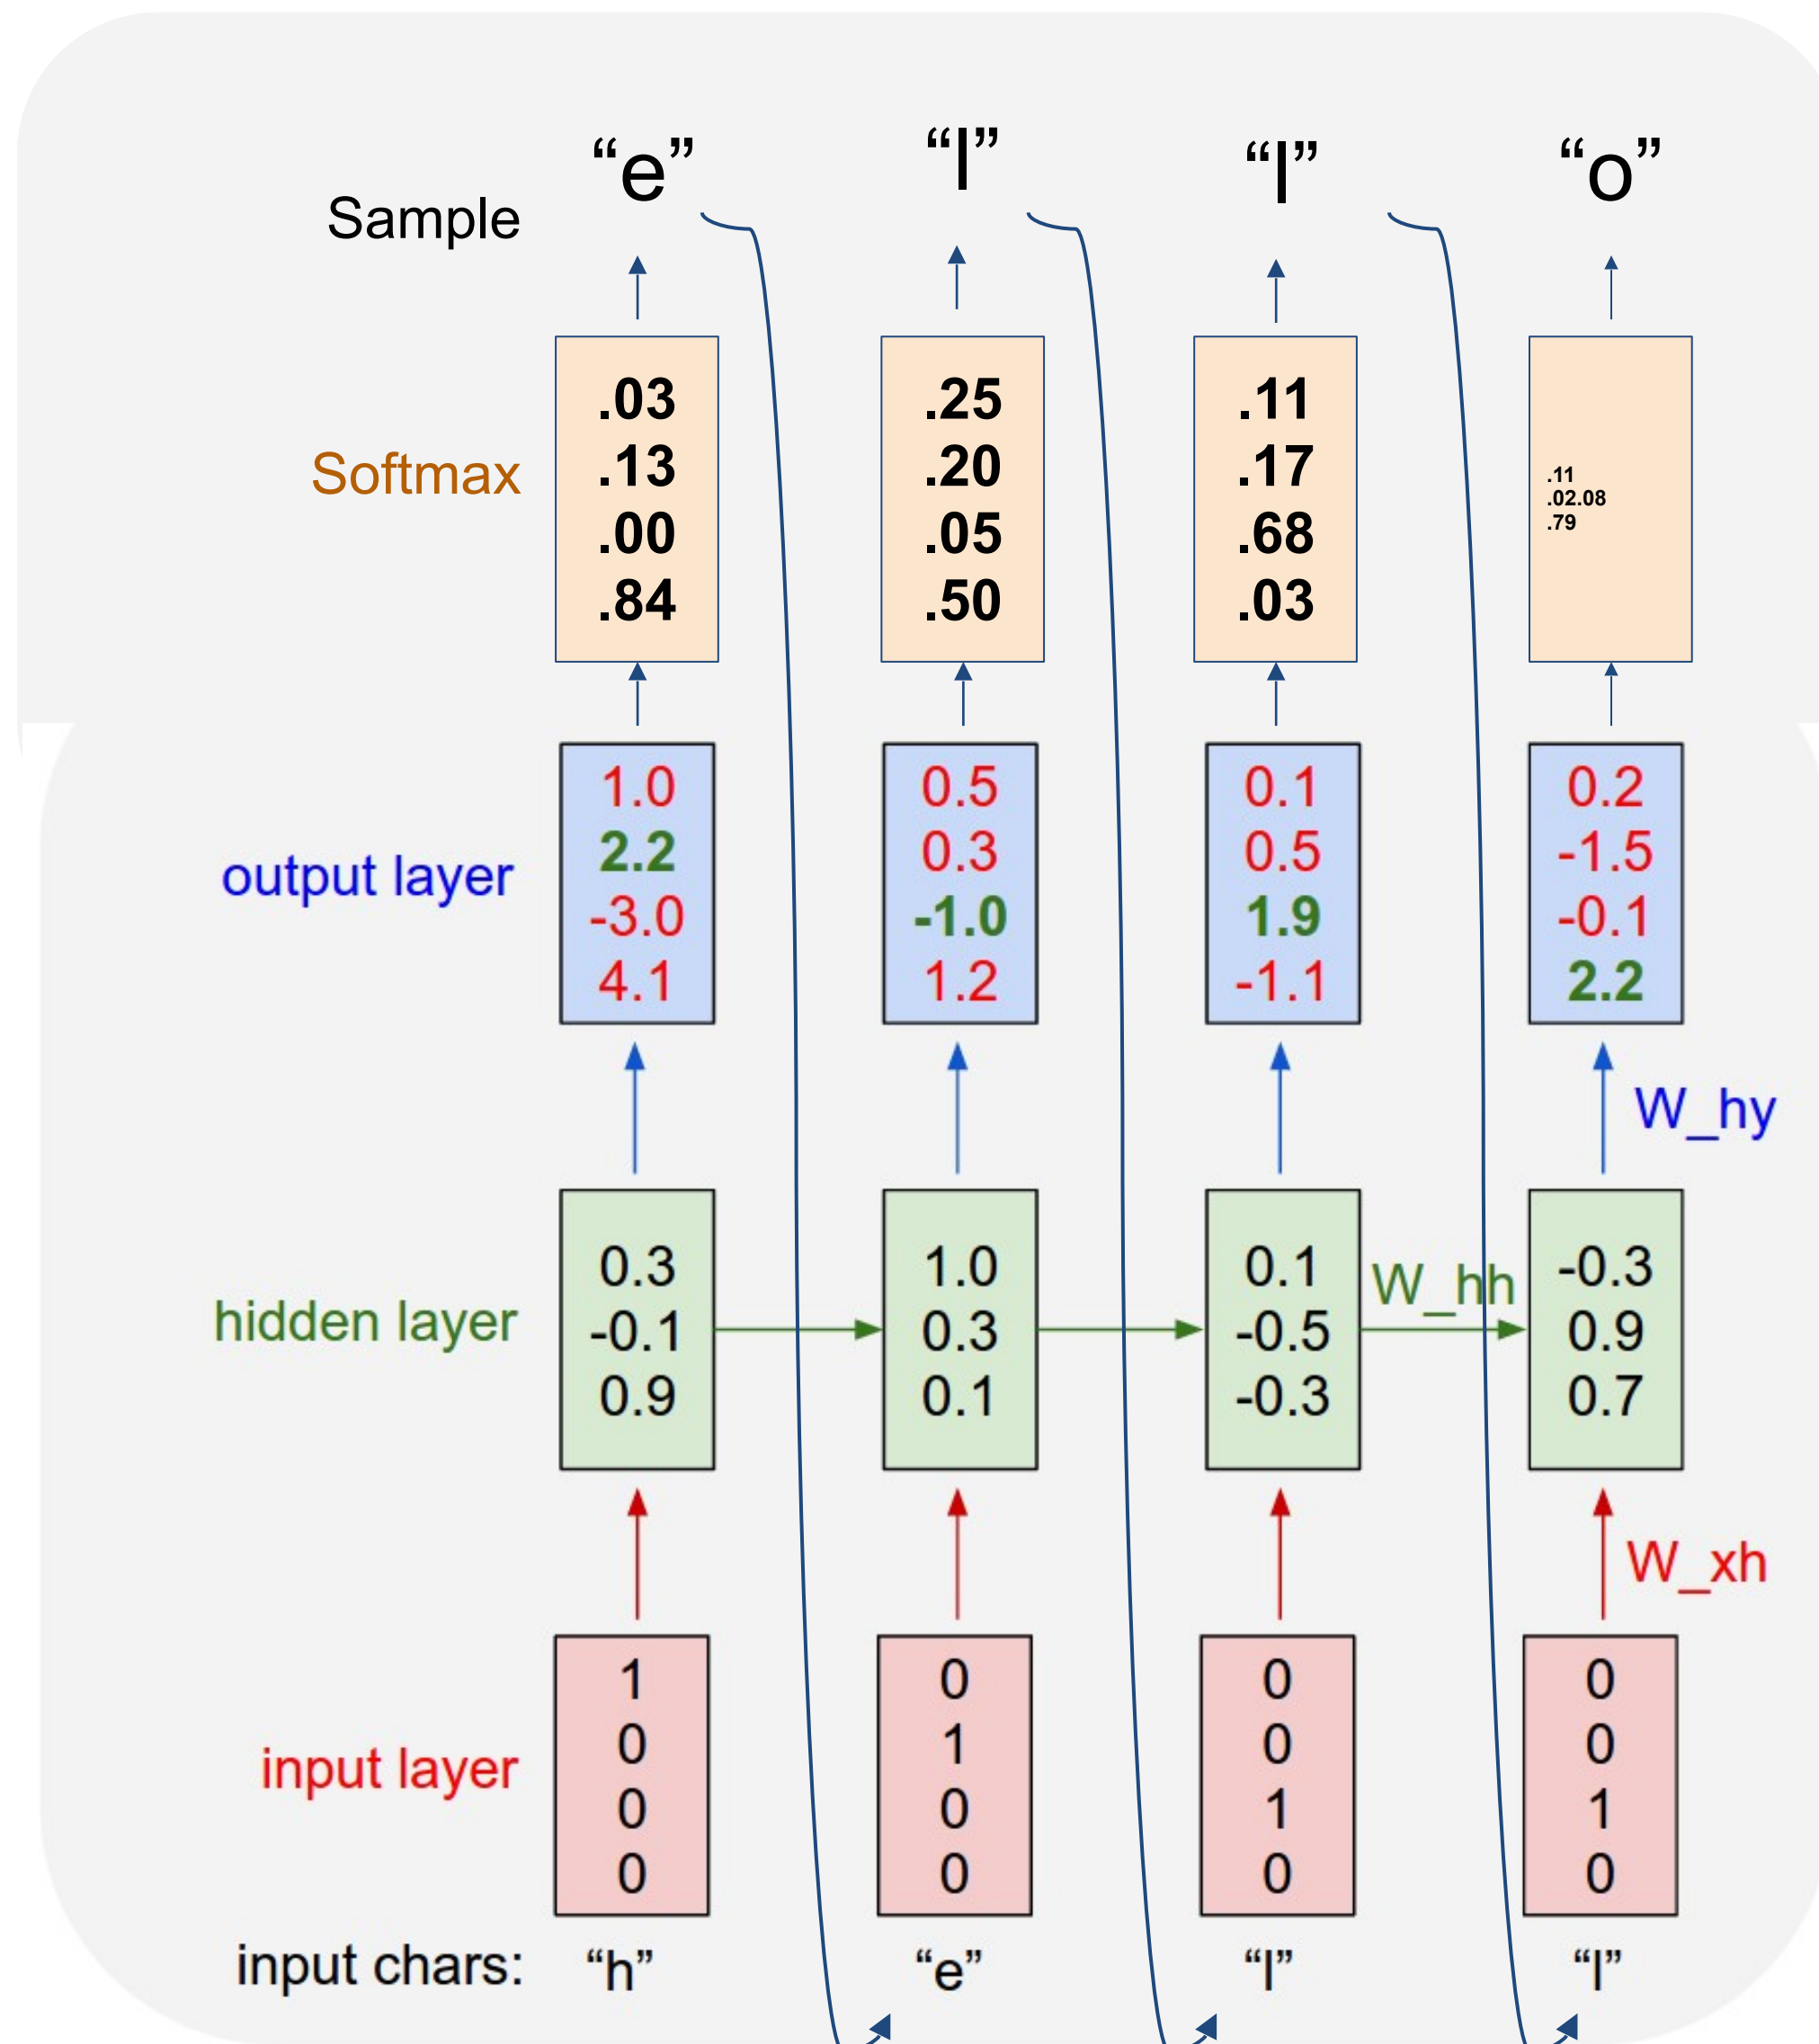 “e” “l” “l” “o”
Sample
Softmax
.03 .25 .11
.13 .20 .17
.00 .05 .68
.84 .50 .03
.11
.02.08
.79
output layer
1.0 0.5 0.1 0.2
2.2 0.3 0.5 -1.5
-3.0 -1.0 1.9 -0.1
4.1 1.2 -1.1 2.2
W_hy
hidden layer
0.3 1.0 0.1 -0.3
-0.1 0.3 -0.5 0.9
0.9 0.1 -0.3 0.7
W_hh
W_xh
input layer
1 0 0 0
0 1 0 0
0 0 1 1
0 0 0 0
input chars: “h” “e” “l” “l”